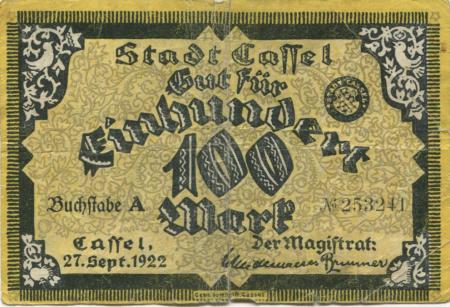 Stadt Cassel
Gut für
Einhundert
100
Mark
Buchstabe A
№ 253241
Cassel,
27. Sept. 1922
Der Magistrat: